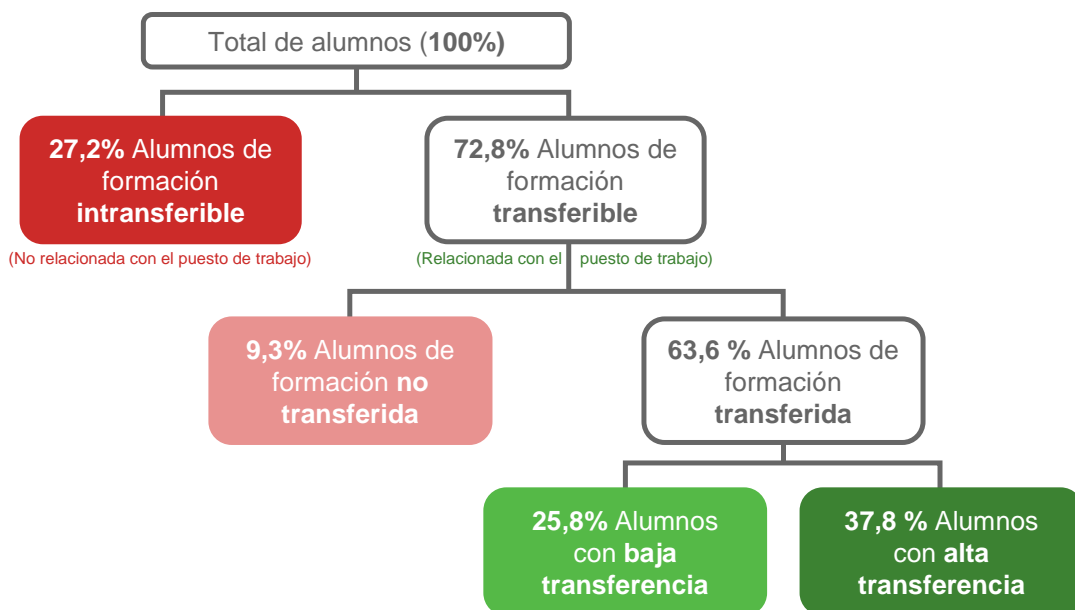 Total de alumnos (100%)
27,2% Alumnos de
formación
intransferible
(No relacionada con el puesto de trabajo)
72,8% Alumnos de
formación
transferible
(Relacionada con el puesto de trabajo)
9,3% Alumnos de
formación no
transferida
63,6 % Alumnos de
formación
transferida
25,8% Alumnos
con baja
transferencia
37,8 % Alumnos
con alta
transferencia